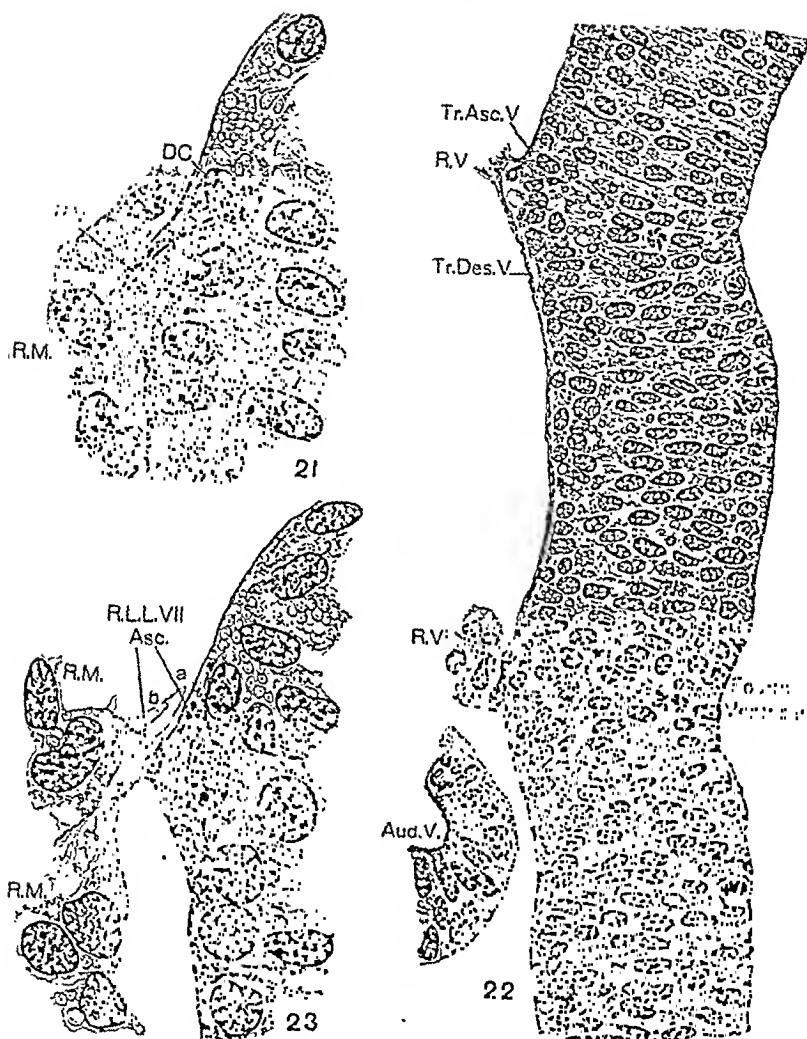 DC
R.M.
21
R.L.L.VII
Asc.
a
b
R.M.
R.M.
23
Tr.Asc.V
R.V
Tr.Des.V.
Aud.V.
22